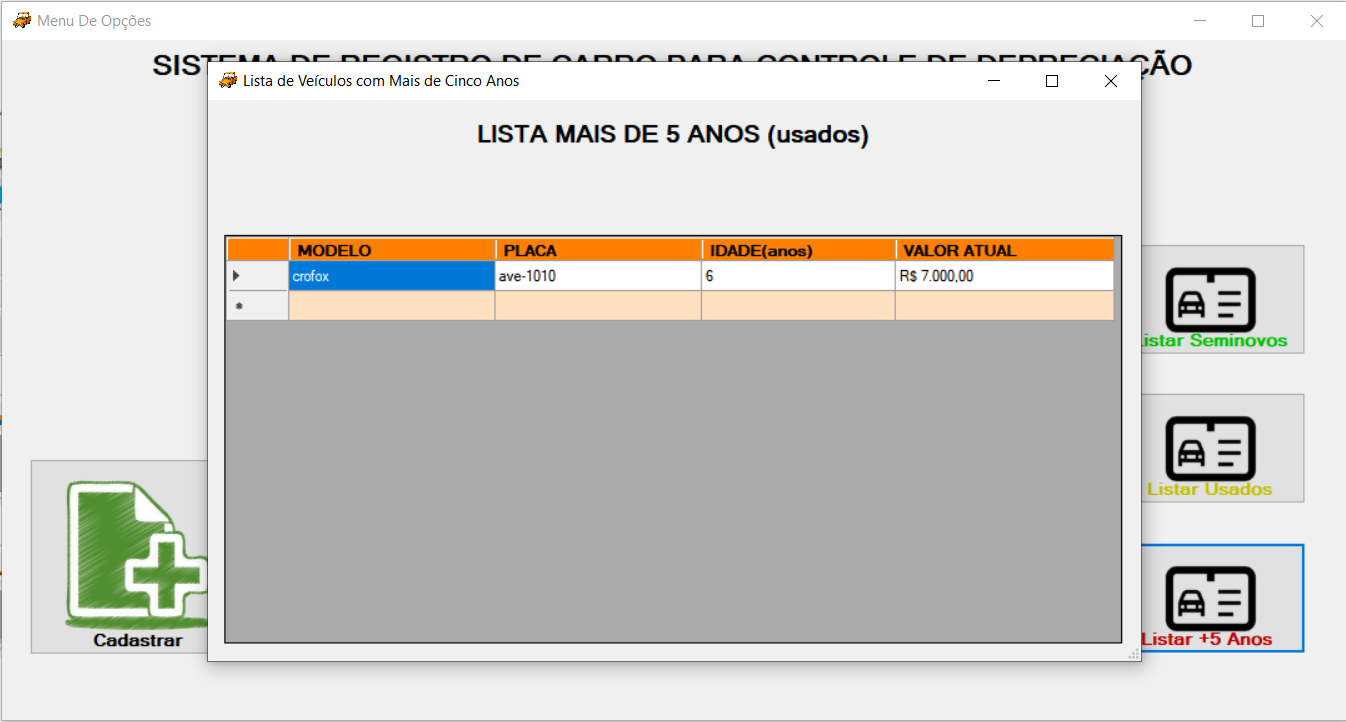 Menu De Opções
SISTEMA DE REGISTRO DE CARRO PARA CONTROLE DE DEPRECIAÇÃO
Lista de Veículos com Mais de Cinco Anos
LISTA MAIS DE 5 ANOS (usados)
MODELO PLACA IDADE(anos) VALOR ATUAL
crofox ave-1010 6 R$ 7.000,00
Listar Seminovos
Listar Usados
Cadastrar
Listar +5 Anos